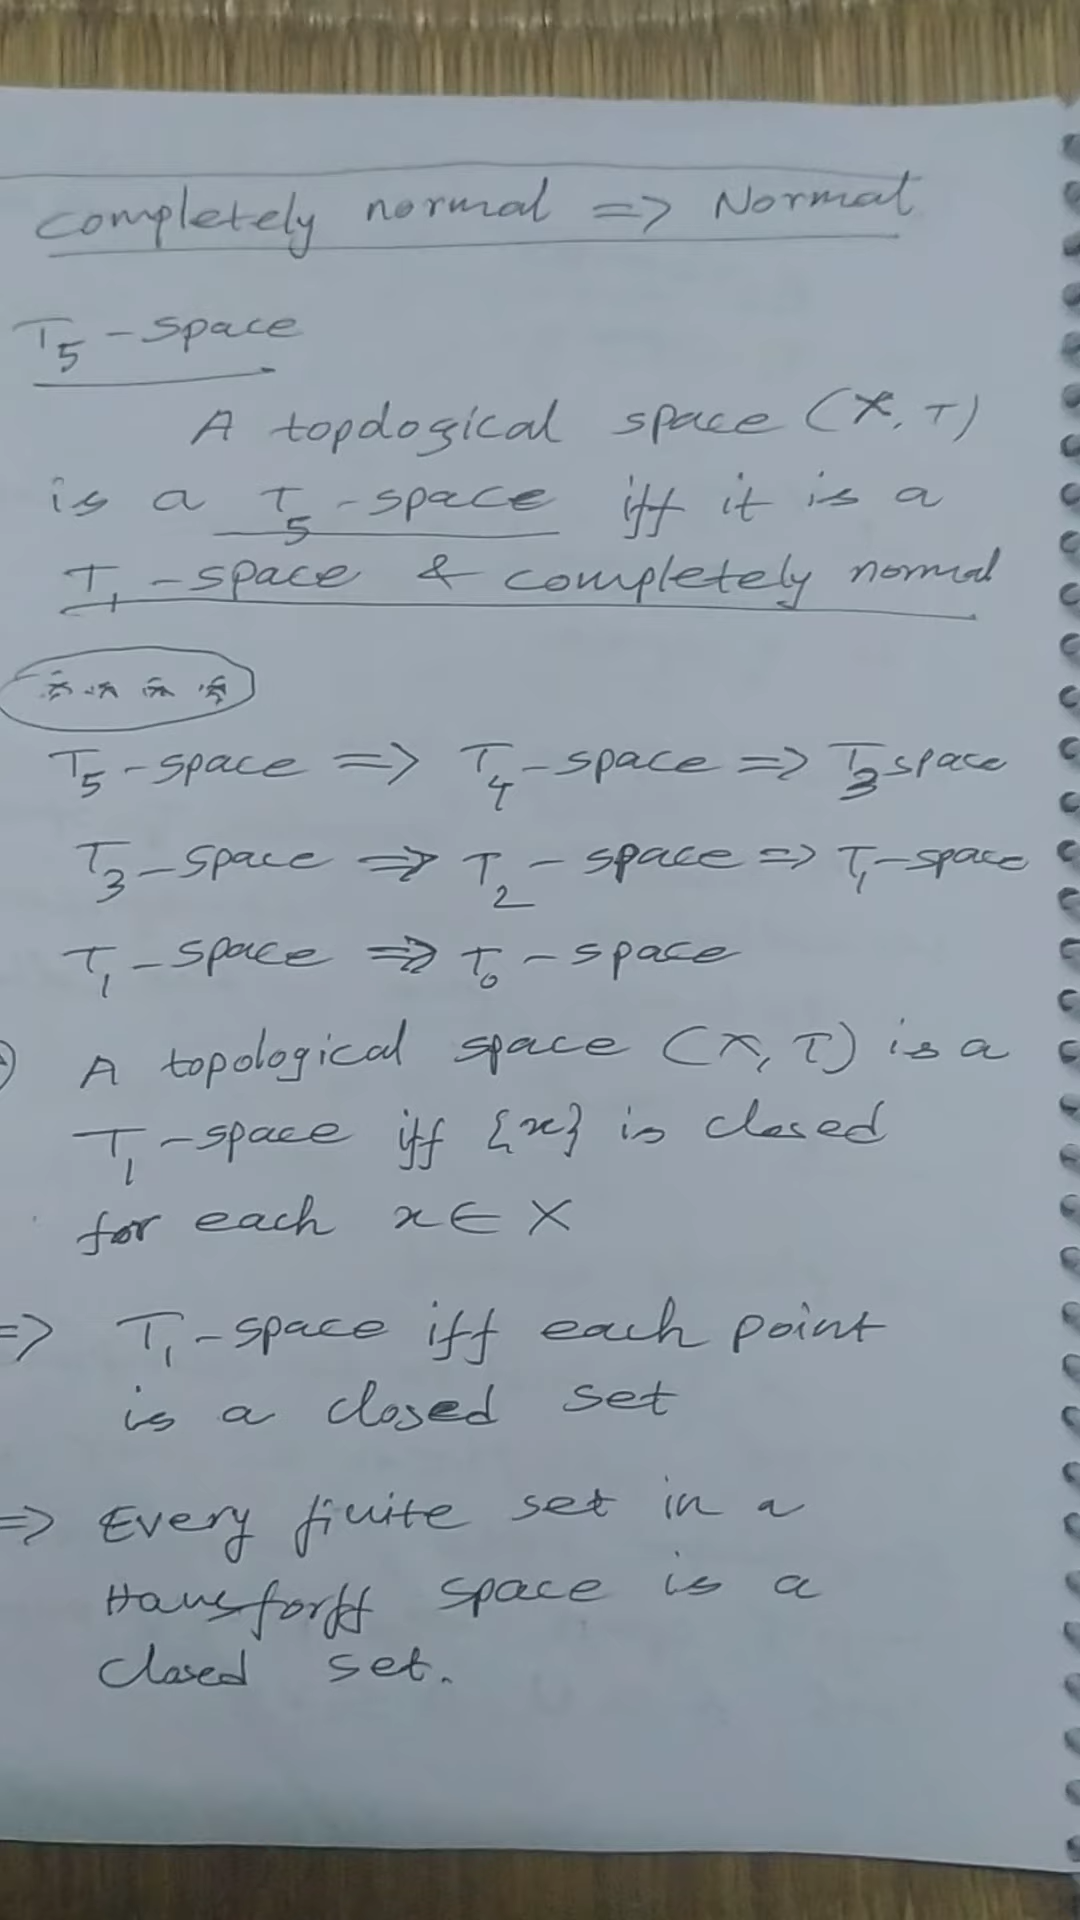 completely normal => Normal
T₅ - space
A topological space (X, T)
is a T₅ - space iff it is a
T₁ - space & completely normal
T₅ - space => T₄ - space => T₃ space
T₃ - space => T₂ - space => T₁ - space
T₁ - space => T₀ - space
A topological space (X, T) is a
T₁ - space iff {x} is closed
for each x ∈ X
=> T₁ - space iff each point
is a closed set
=> Every finite set in a
Hausforff space is a
closed set.